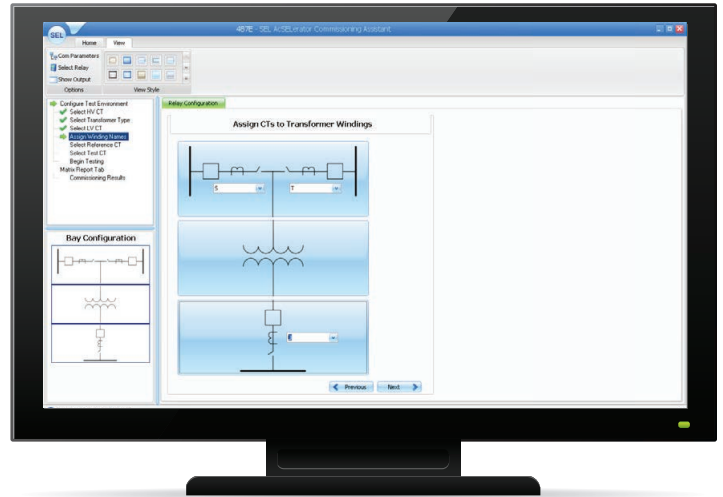 SEL
487E - SEL AcSELerator Commissioning Assistant
Home
View
Com Parameters
Select Relay
Show Output
Options
View Style
Configure Test Environment
Select HV CT
Select Transformer Type
Select LV CT
Assign Winding Names
Select Reference CT
Select Test CT
Begin Testing
Matrix Report Tab
Commissioning Results
Bay Configuration
Relay Configuration
Assign CTs to Transformer Windings
S
T
Previous
Next